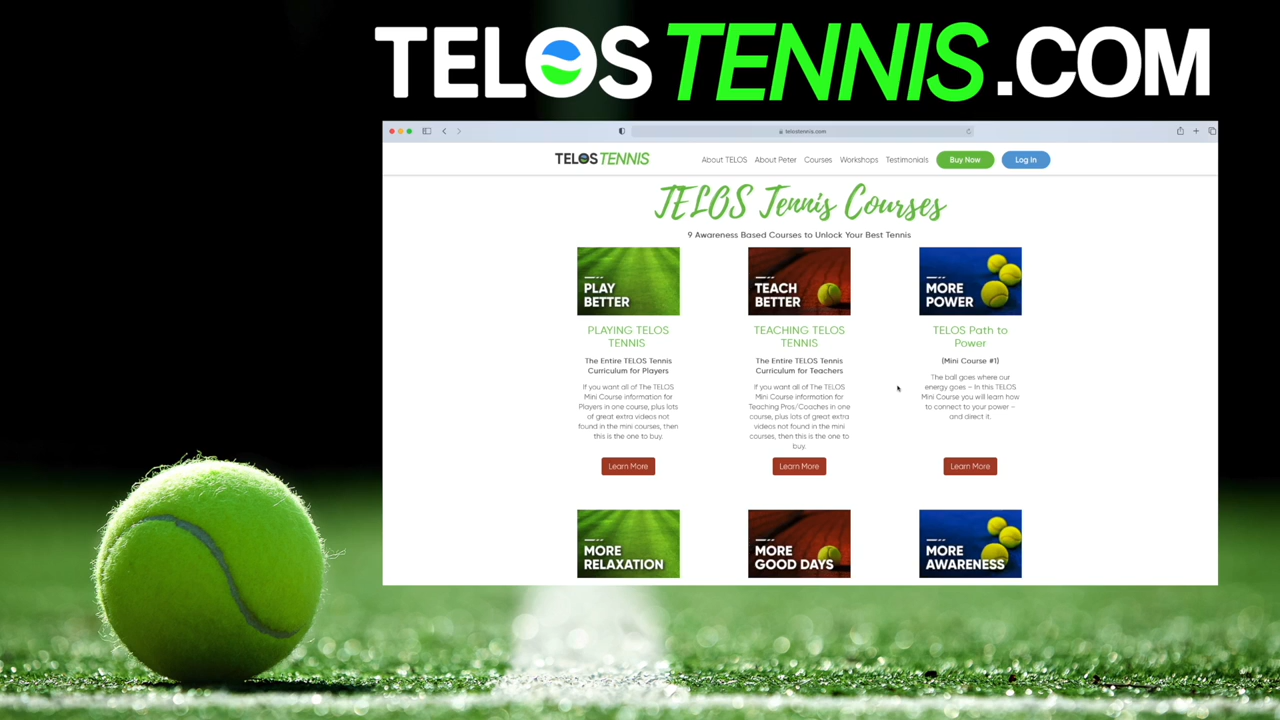 TELOS TENNIS.COM
telostennis.com
TELOS TENNIS
About TELOS About Peter Courses Workshops Testimonials Buy Now Log In
TELOS Tennis Courses
9 Awareness Based Courses to Unlock Your Best Tennis
PLAY
BETTER
PLAYING TELOS
TENNIS
The Entire TELOS Tennis
Curriculum for Players
If you want all of The TELOS
Mini Course information for
Players in one course, plus lots
of great extra videos not
found in the mini courses, then
this is the one to buy.
Learn More
TEACH
BETTER
TEACHING TELOS
TENNIS
The Entire TELOS Tennis
Curriculum for Teachers
If you want all of The TELOS
Mini Course information for
Teaching Pros/Coaches in one
course, plus lots of great extra
videos not found in the mini
courses, then this is the one to
buy.
Learn More
MORE
POWER
TELOS Path to
Power
(Mini Course #1)
The ball goes where our
energy goes – In this TELOS
Mini Course you will learn how
to connect to your power –
and direct it.
Learn More
MORE
RELAXATION
MORE
GOOD DAYS
MORE
AWARENESS